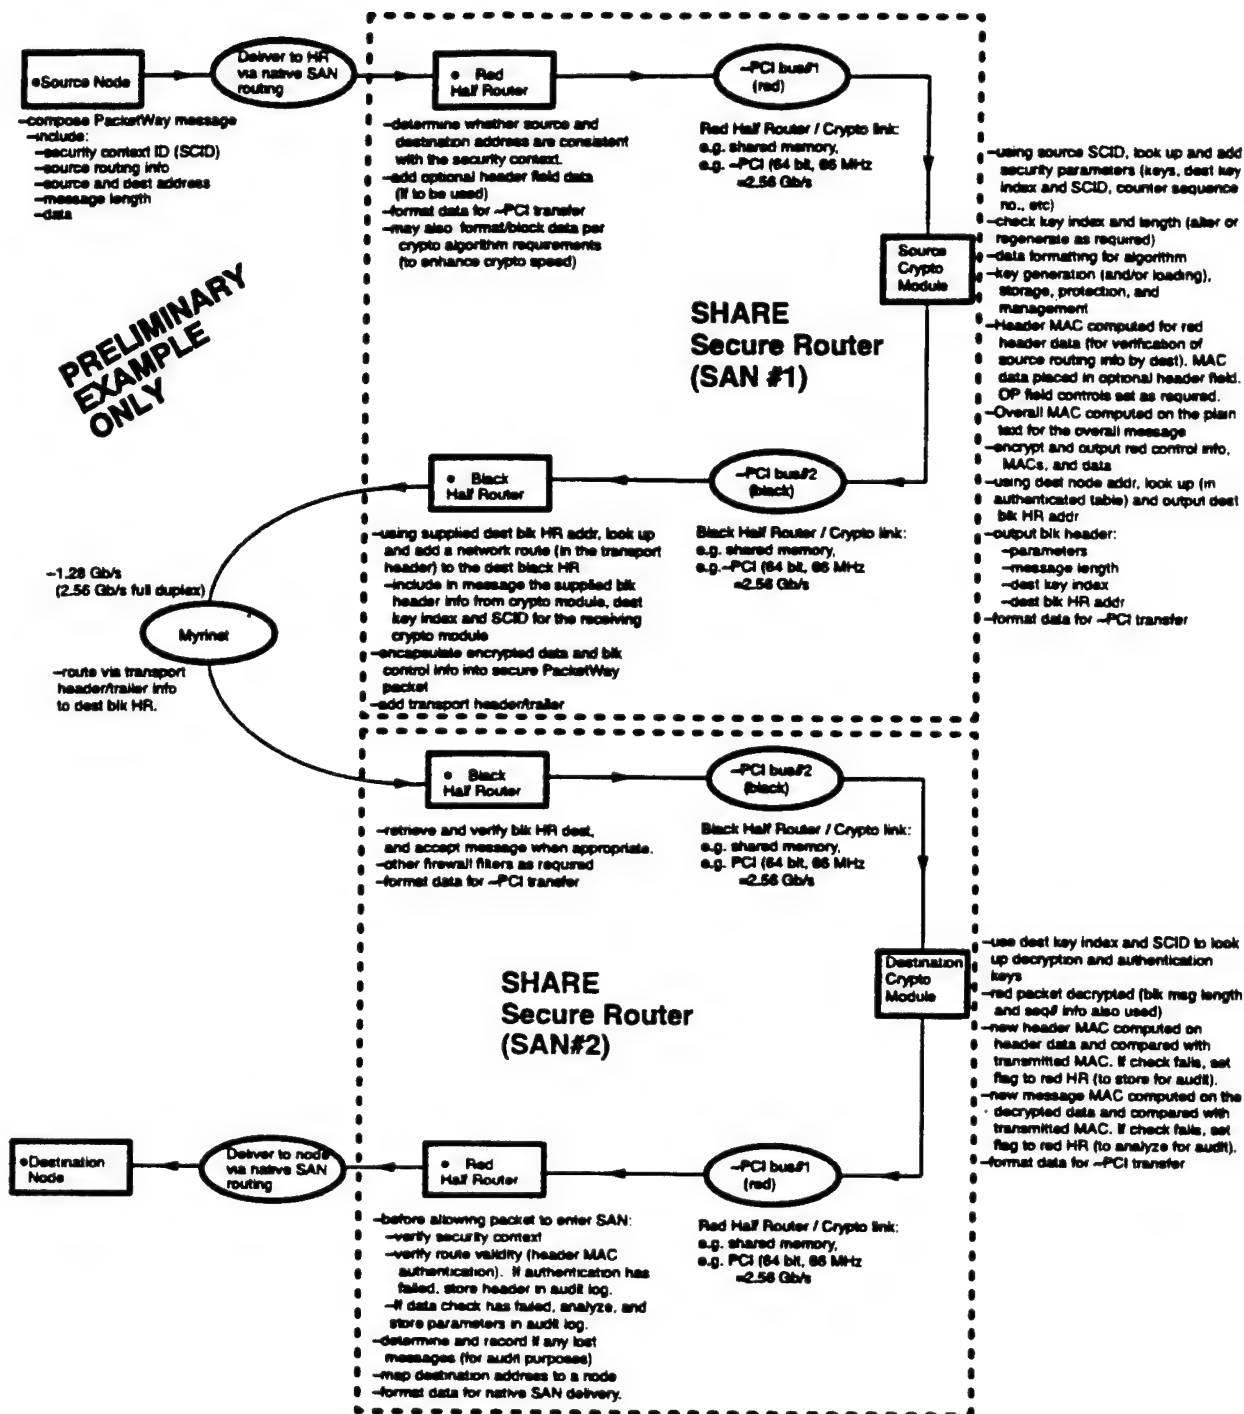 ●Source Node
Deliver to HR
via native SAN
routing
● Red
Half Router
~PCI bus#1
(red)
–compose PacketWay message
–include:
–security context ID (SCID)
–source routing info
–source and dest address
–message length
–data
–determine whether source and
destination address are consistent
with the security context.
–add optional header field data
(if to be used)
–format data for ~PCI transfer
–may also format/block data per
crypto algorithm requirements
(to enhance crypto speed)
Red Half Router / Crypto link:
e.g. shared memory,
e.g. ~PCI (64 bit, 66 MHz
=2.56 Gb/s
Source
Crypto
Module
–using source SCID, look up and add
security parameters (keys, dest key
index and SCID, counter sequence
no., etc)
–check key index and length (alter or
regenerate as required)
–data formatting for algorithm
–key generation (and/or loading),
storage, protection, and
management
–Header MAC computed for red
header data (for verification of
source routing info by dest). MAC
data placed in optional header field.
OP field controls set as required.
–Overall MAC computed on the plain
text for the overall message
–encrypt and output red control info,
MACs, and data
–using dest node addr, look up (in
authenticated table) and output dest
blk HR addr
–output blk header:
–parameters
–message length
–dest key index
–dest blk HR addr
–format data for ~PCI transfer
PRELIMINARY
EXAMPLE
ONLY
SHARE
Secure Router
(SAN #1)
● Black
Half Router
~PCI bus#2
(black)
–using supplied dest blk HR addr, look up
and add a network route (in the transport
header) to the dest black HR
–include in message the supplied blk
header info from crypto module, dest
key index and SCID for the receiving
crypto module
–encapsulate encrypted data and blk
control info into secure PacketWay
packet
–add transport header/trailer
Black Half Router / Crypto link:
e.g. shared memory,
e.g.~PCI (64 bit, 66 MHz
=2.56 Gb/s
~1.28 Gb/s
(2.56 Gb/s full duplex)
Myrinet
–route via transport
header/trailer info
to dest blk HR.
● Black
Half Router
~PCI bus#2
(black)
–retrieve and verify blk HR dest,
and accept message when appropriate.
–other firewall filters as required
–format data for ~PCI transfer
Black Half Router / Crypto link:
e.g. shared memory,
e.g. PCI (64 bit, 66 MHz
=2.56 Gb/s
SHARE
Secure Router
(SAN#2)
Destination
Crypto
Module
–use dest key index and SCID to look
up decryption and authentication
keys
–red packet decrypted (blk msg length
and seq# info also used)
–new header MAC computed on
header data and compared with
transmitted MAC. If check fails, set
flag to red HR (to store for audit).
–new message MAC computed on the
decrypted data and compared with
transmitted MAC. If check fails, set
flag to red HR (to analyze for audit).
–format data for ~PCI transfer
●Destination
Node
Deliver to node
via native SAN
routing
● Red
Half Router
~PCI bus#1
(red)
–before allowing packet to enter SAN:
–verify security context
–verify route validity (header MAC
authentication). If authentication has
failed, store header in audit log.
–If data check has failed, analyze, and
store parameters in audit log.
–determine and record if any lost
messages (for audit purposes)
–map destination address to a node
–format data for native SAN delivery.
Red Half Router / Crypto link:
e.g. shared memory,
e.g. PCI (64 bit, 66 MHz
=2.56 Gb/s